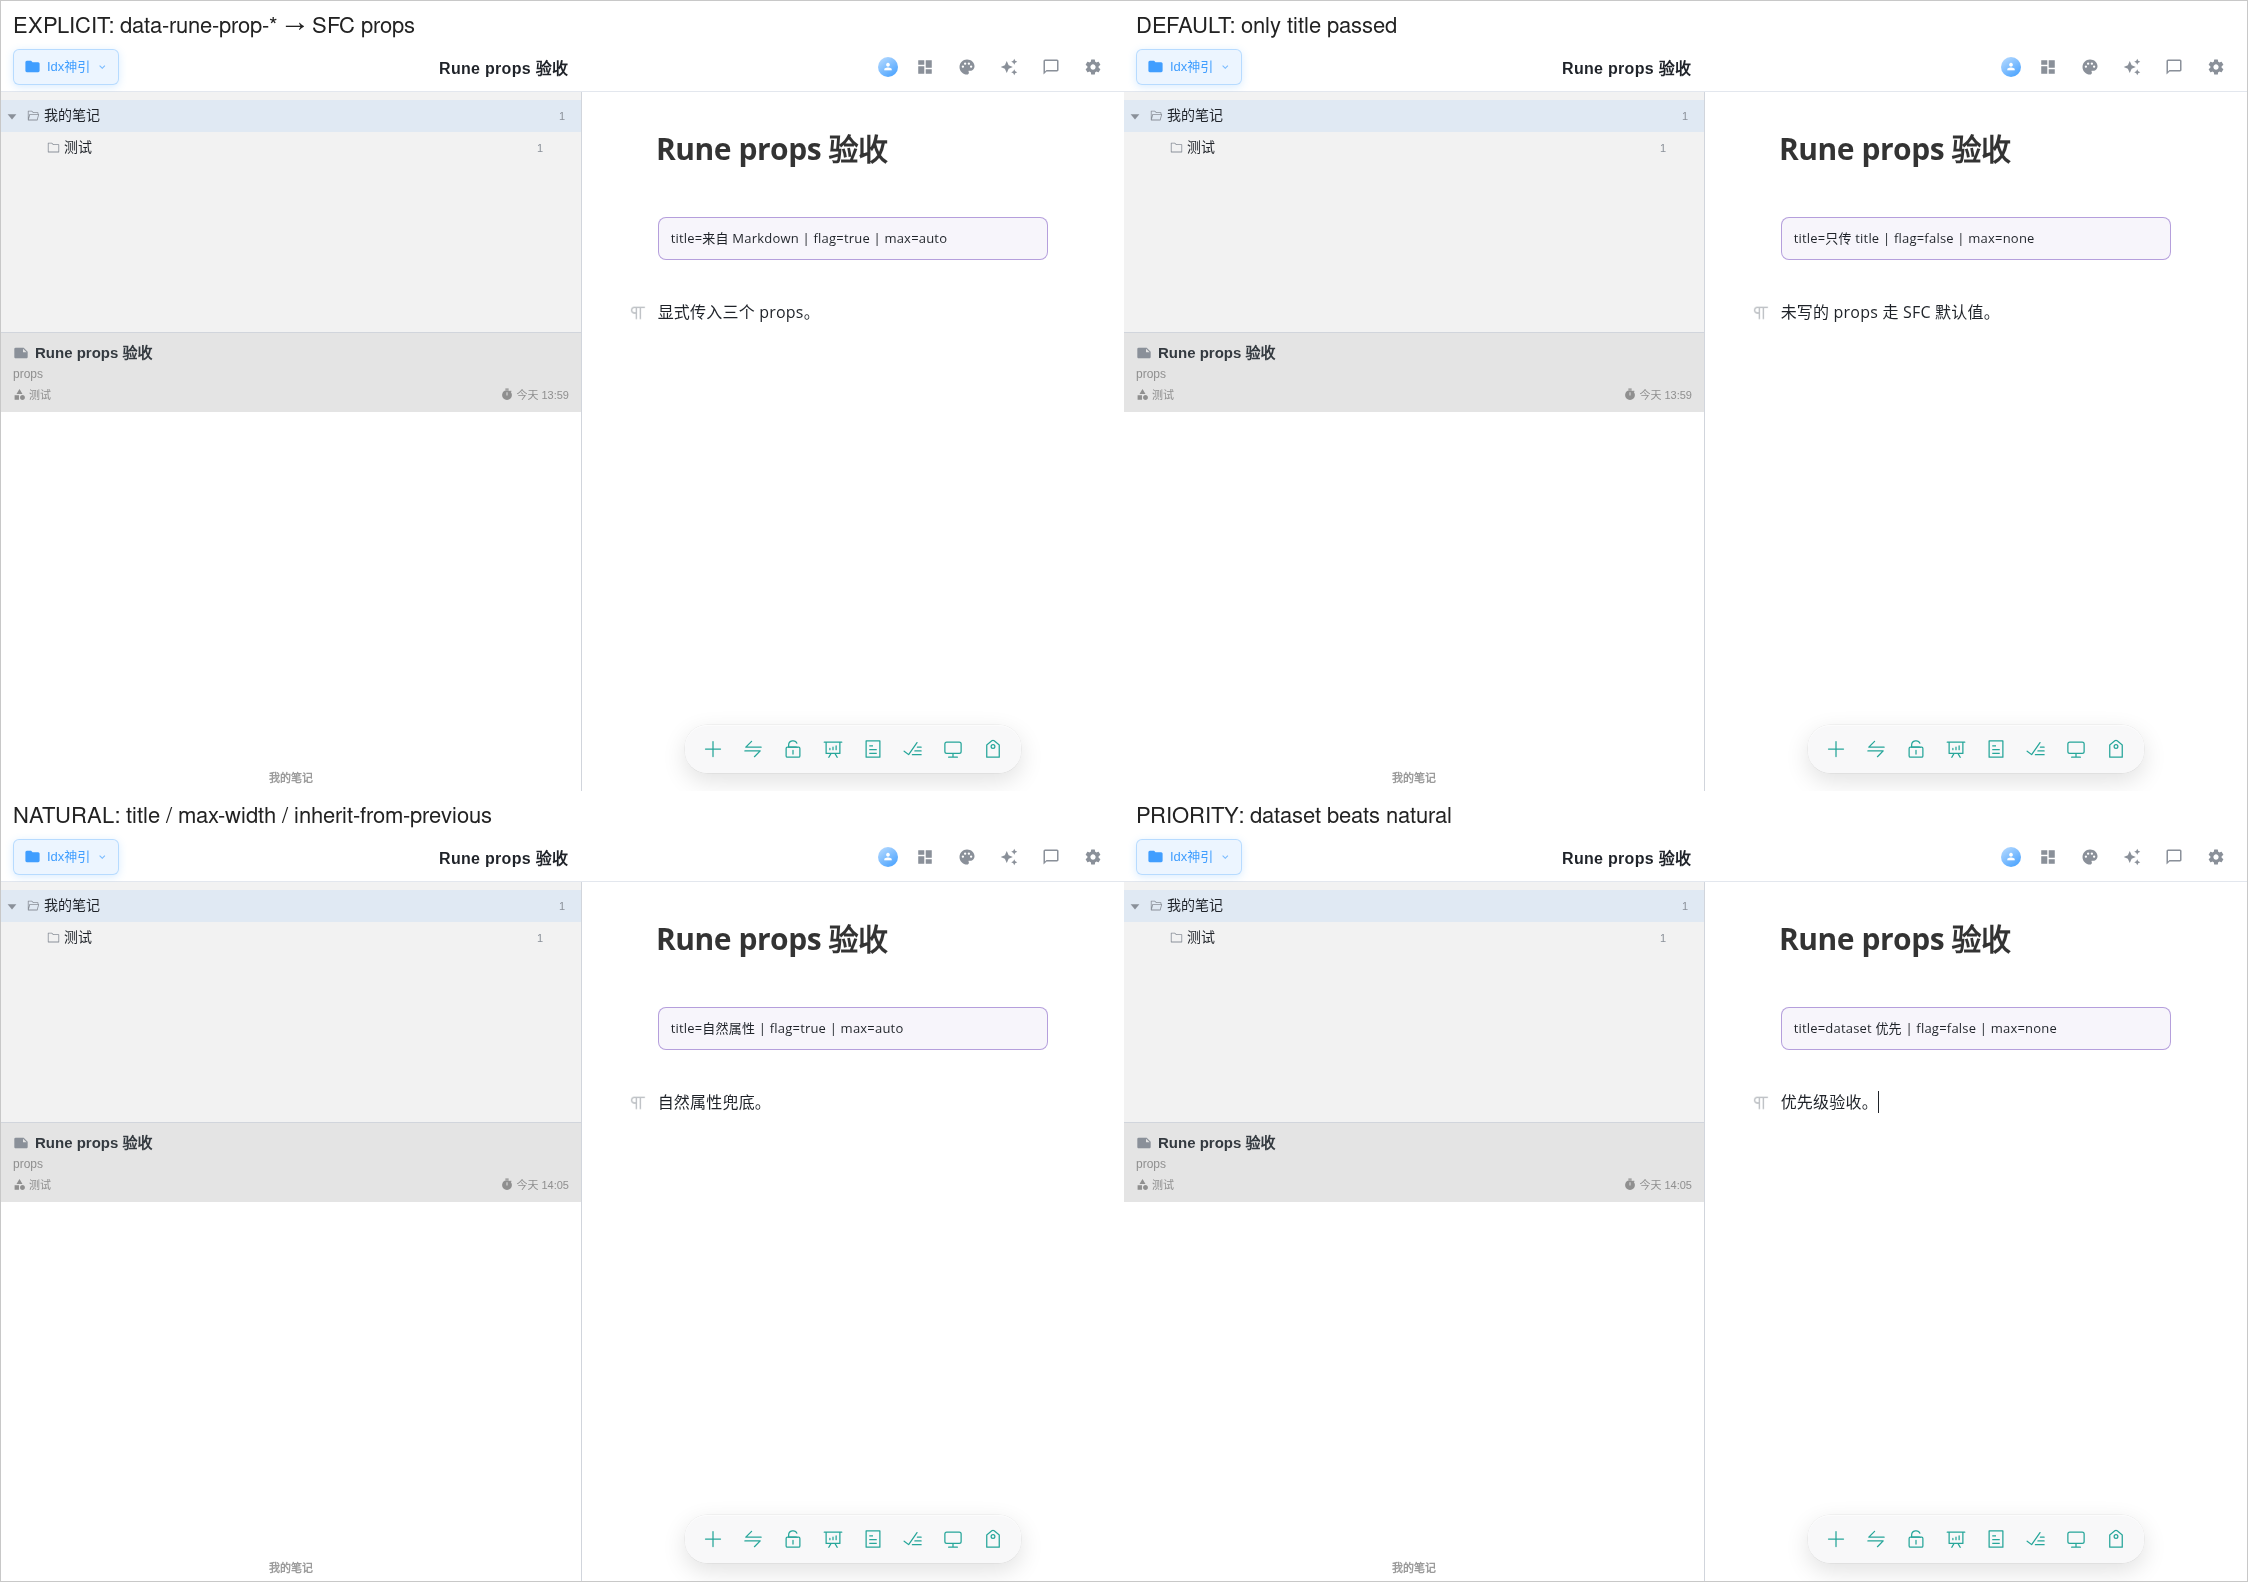 EXPLICIT: data-rune-prop-* → SFC props
Idx神引
Rune props 验收
我的笔记 1
测试 1
Rune props 验收
props
测试 今天 13:59
我的笔记
Rune props 验收
title=来自 Markdown | flag=true | max=auto
显式传入三个 props。
DEFAULT: only title passed
Idx神引
Rune props 验收
我的笔记 1
测试 1
Rune props 验收
props
测试 今天 13:59
我的笔记
Rune props 验收
title=只传 title | flag=false | max=none
未写的 props 走 SFC 默认值。
NATURAL: title / max-width / inherit-from-previous
Idx神引
Rune props 验收
我的笔记 1
测试 1
Rune props 验收
props
测试 今天 14:05
我的笔记
Rune props 验收
title=自然属性 | flag=true | max=auto
自然属性兜底。
PRIORITY: dataset beats natural
Idx神引
Rune props 验收
我的笔记 1
测试 1
Rune props 验收
props
测试 今天 14:05
我的笔记
Rune props 验收
title=dataset 优先 | flag=false | max=none
优先级验收。